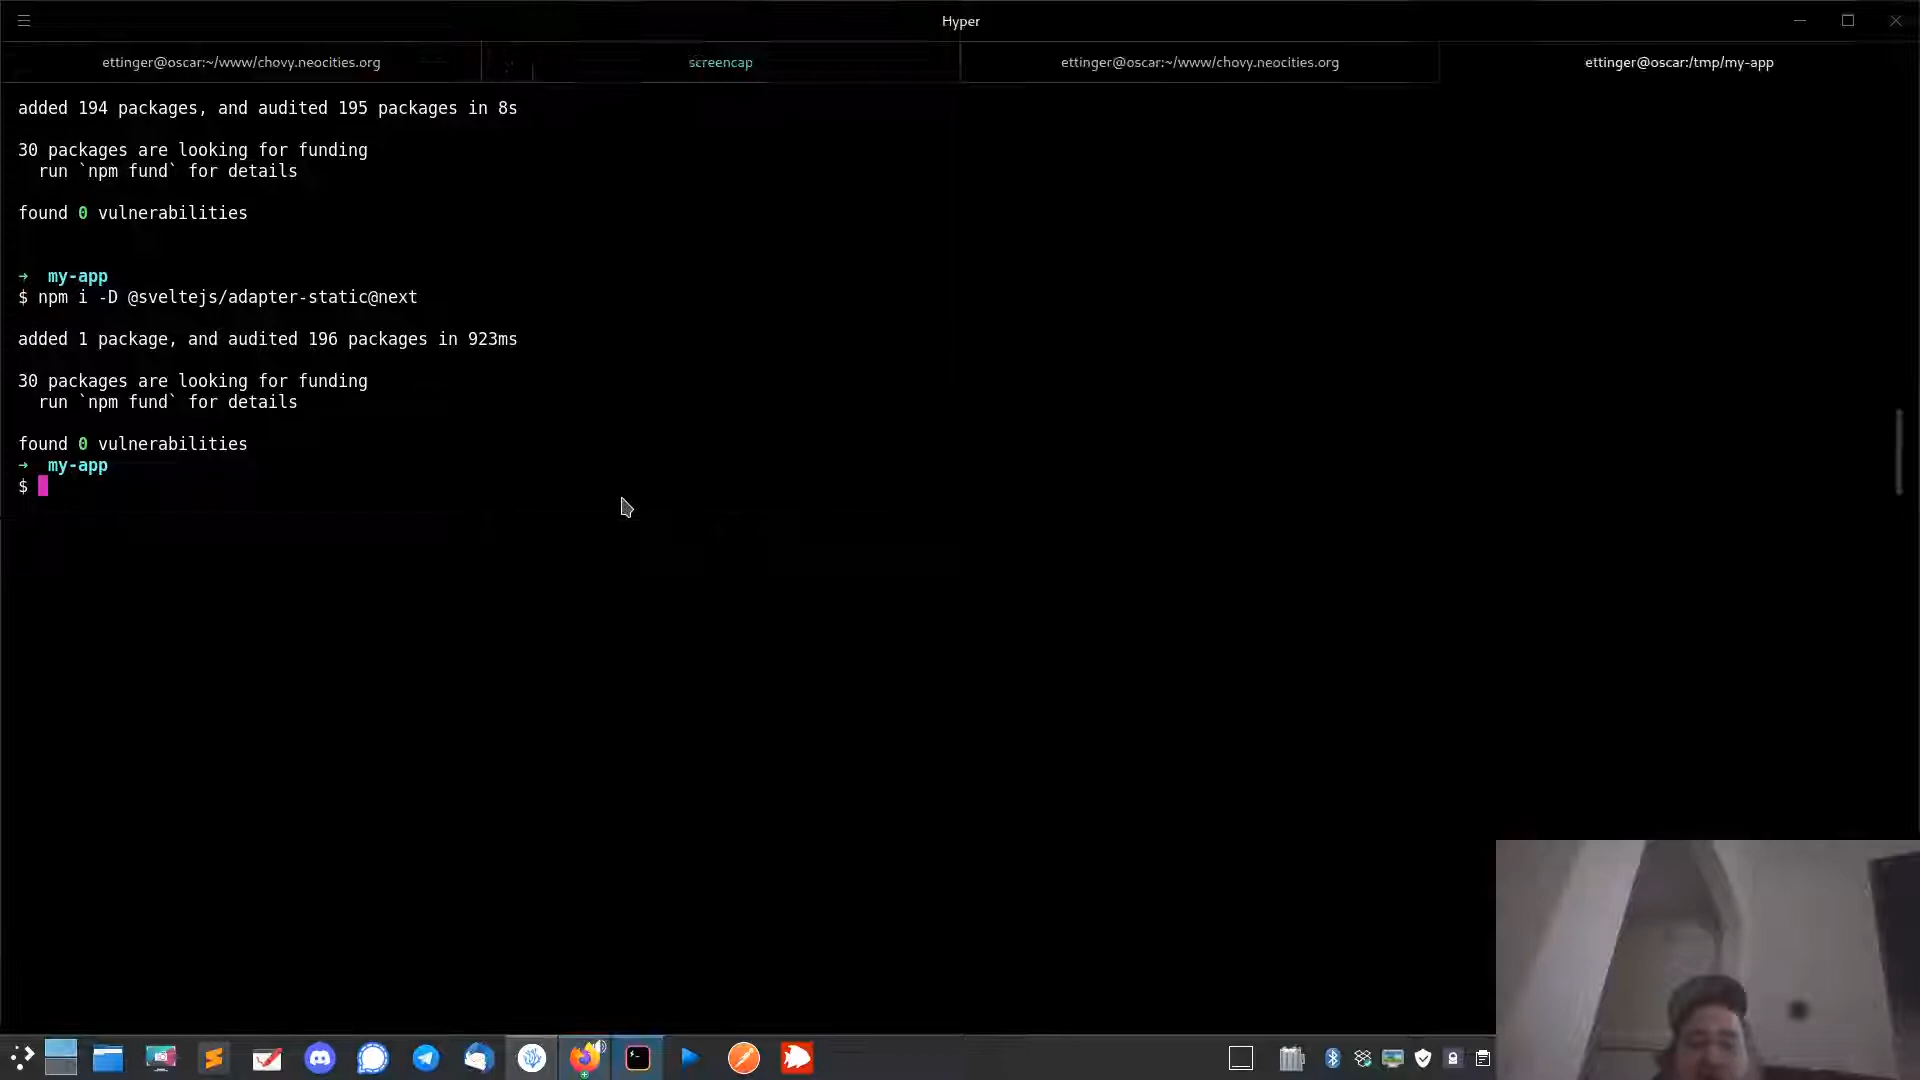 Hyper
ettinger@oscar:~/www/chovy.neocities.org
screencap
ettinger@oscar:~/www/chovy.neocities.org
ettinger@oscar:/tmp/my-app
added 194 packages, and audited 195 packages in 8s
30 packages are looking for funding
run `npm fund` for details
found 0 vulnerabilities
→ my-app
$ npm i -D @sveltejs/adapter-static@next
added 1 package, and audited 196 packages in 923ms
30 packages are looking for funding
run `npm fund` for details
found 0 vulnerabilities
→ my-app
$